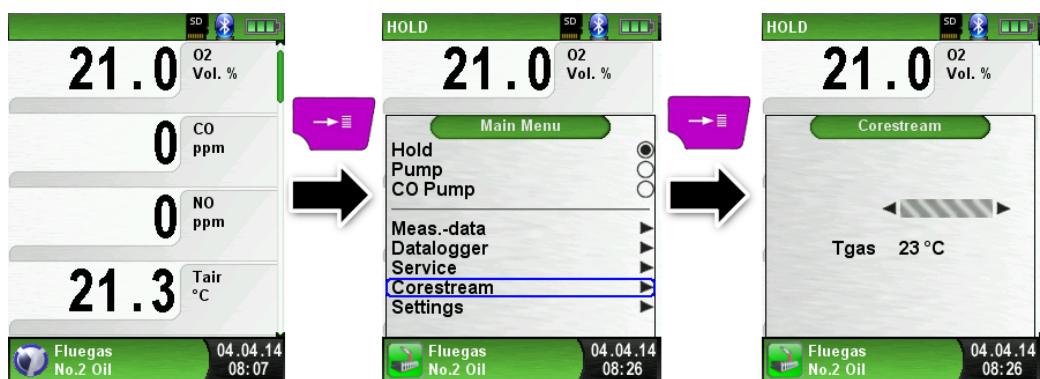 SD
21.0 O2
Vol. %
0 CO
ppm
0 NO
ppm
21.3 Tair
°C
Fluegas 04.04.14
No.2 Oil 08:07
HOLD SD
21.0 O2
Vol. %
Main Menu
Hold
Pump
CO Pump
Meas.-data
Datalogger
Service
Corestream
Settings
Fluegas 04.04.14
No.2 Oil 08:26
HOLD SD
21.0 O2
Vol. %
Corestream
Tgas 23 °C
Fluegas 04.04.14
No.2 Oil 08:26